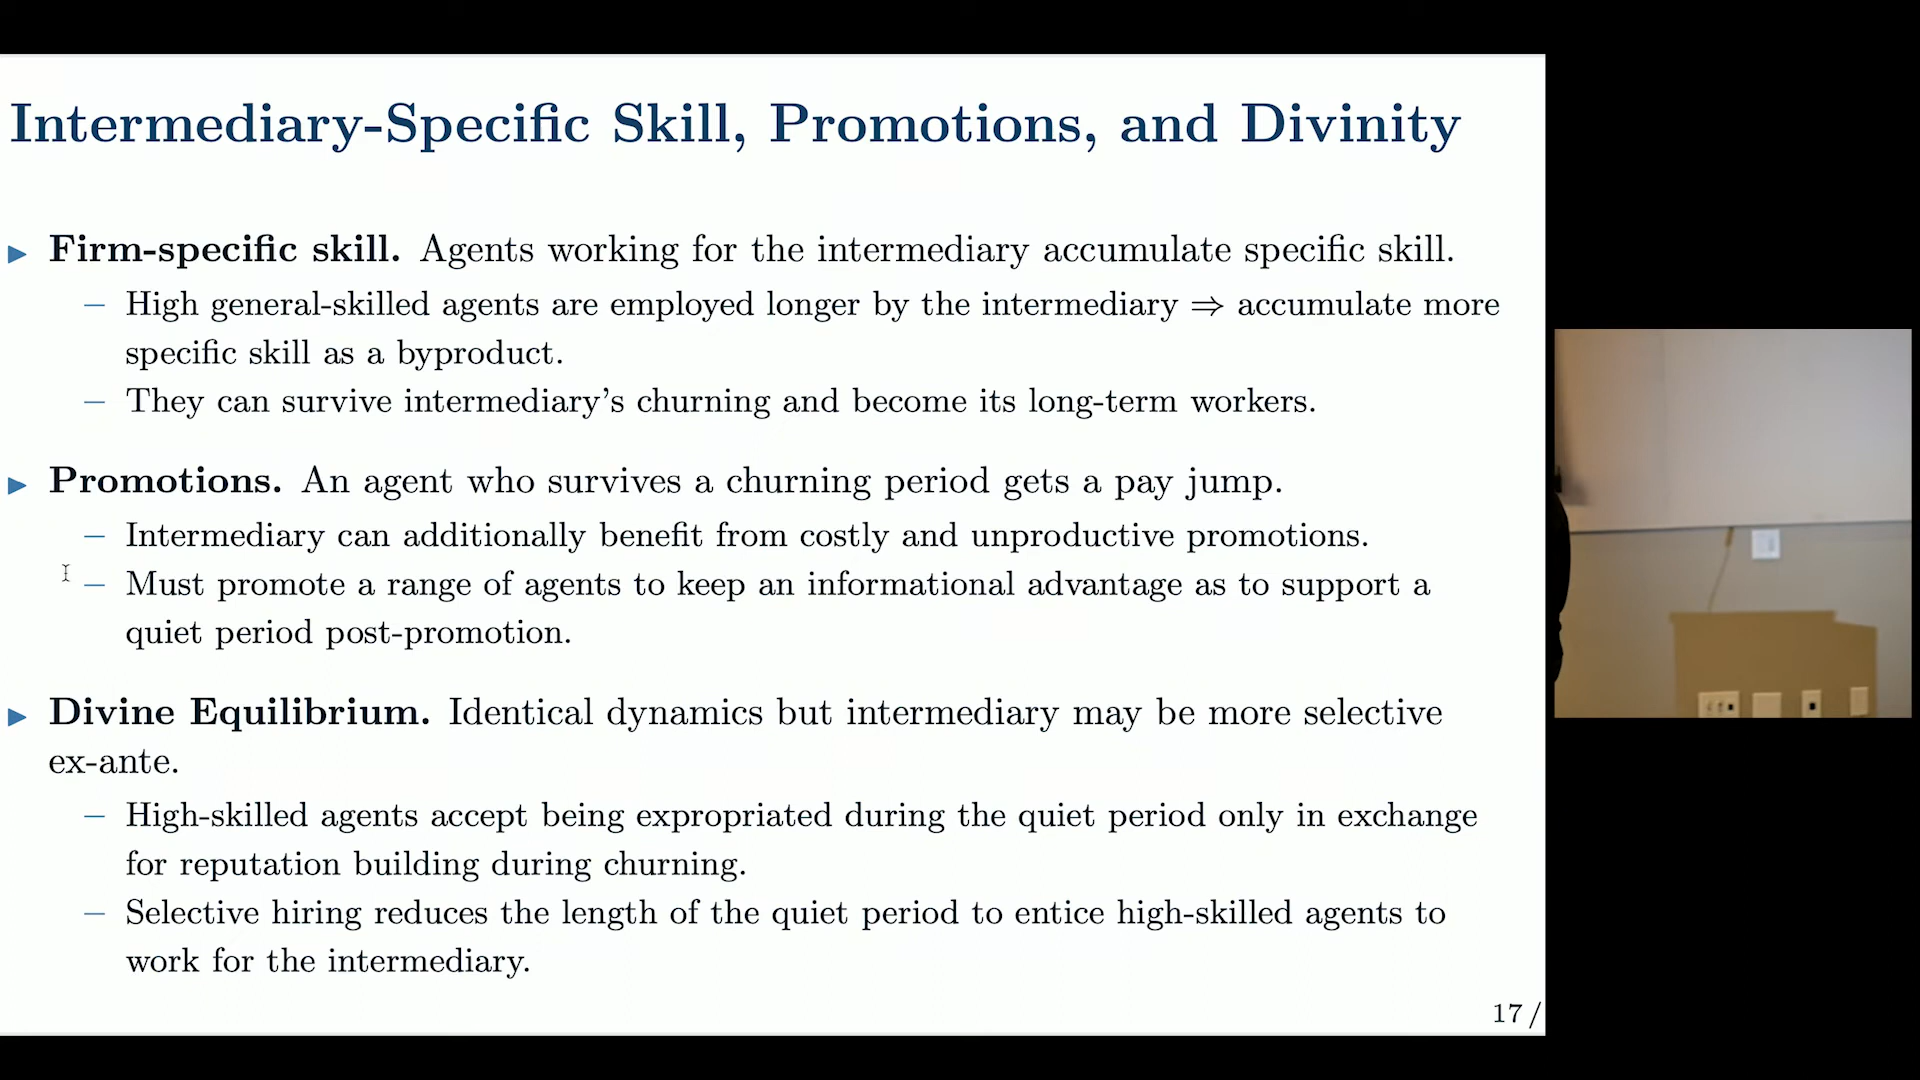 Intermediary-Specific Skill, Promotions, and Divinity
▶ Firm-specific skill. Agents working for the intermediary accumulate specific skill.
– High general-skilled agents are employed longer by the intermediary ⇒ accumulate more
specific skill as a byproduct.
– They can survive intermediary's churning and become its long-term workers.
▶ Promotions. An agent who survives a churning period gets a pay jump.
– Intermediary can additionally benefit from costly and unproductive promotions.
– Must promote a range of agents to keep an informational advantage as to support a
quiet period post-promotion.
▶ Divine Equilibrium. Identical dynamics but intermediary may be more selective
ex-ante.
– High-skilled agents accept being expropriated during the quiet period only in exchange
for reputation building during churning.
– Selective hiring reduces the length of the quiet period to entice high-skilled agents to
work for the intermediary.
17 /